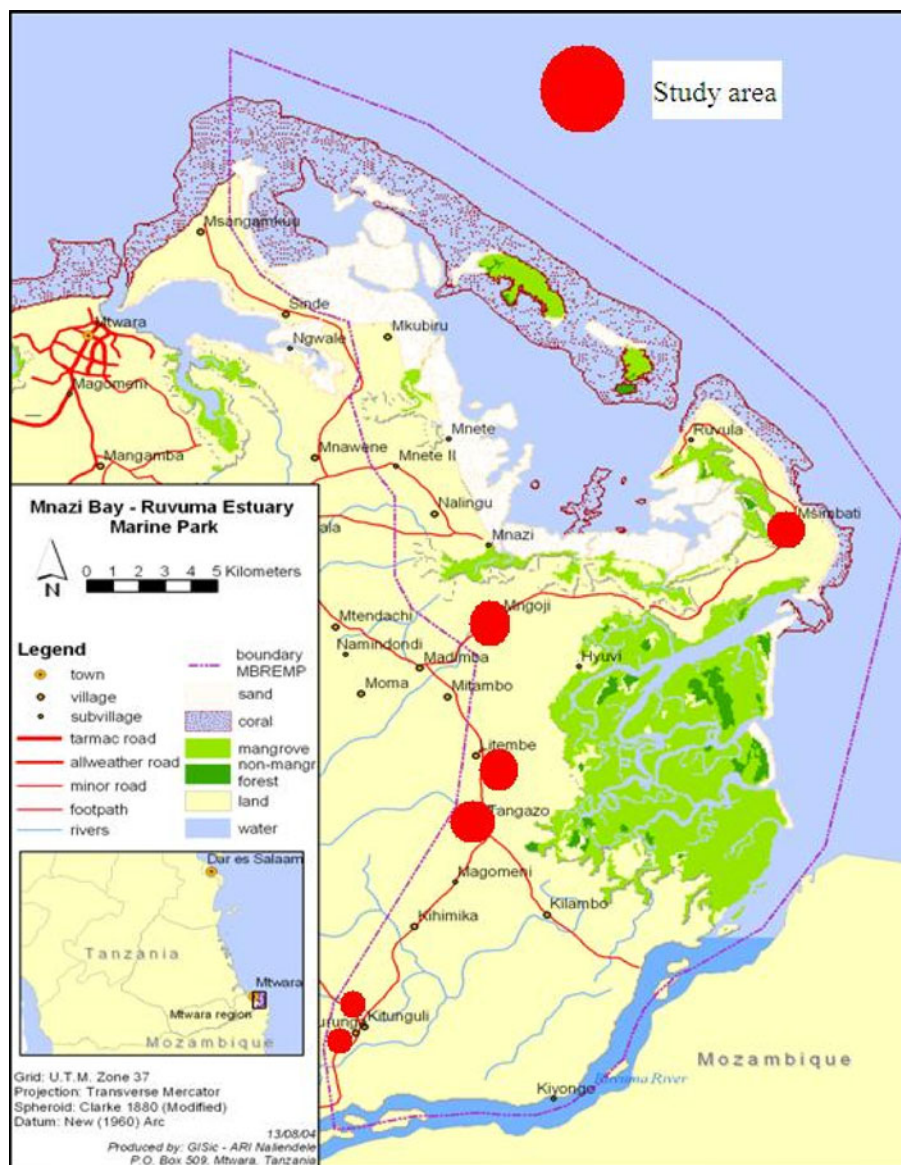 Study area
Msangamkuu
Sinde
Mtwara
Ngwale
Mkubiru
Magomeni
Mnete
Ruvula
Mangamba
Mnawene
Mnete II
Nalingu
Msimbati
Mnazi
Mngoji
Mtendachi
Namindondi
Madimba
Hyuvi
Moma
Mitambo
Litembe
Tangazo
Magomeni
Kilambo
Kihimika
Kitunguli
Kiyongo
Ruvuma River
Mozambique
Mnazi Bay - Ruvuma Estuary
Marine Park
N
0 1 2 3 4 5 Kilometers
Legend
town
village
subvillage
tarmac road
allweather road
minor road
footpath
rivers
boundary
MBREMP
sand
coral
mangrove
non-mangr
forest
land
water
Dar es Salaam
Tanzania
Mtwara
Mtwara region
Mozambique
Grid: U.T.M. Zone 37
Projection: Transverse Mercator
Spheroid: Clarke 1880 (Modified)
Datum: New (1960) Arc
13/08/04
Produced by: GISic - ARI Naliendele
P.O. Box 509, Mtwara, Tanzania